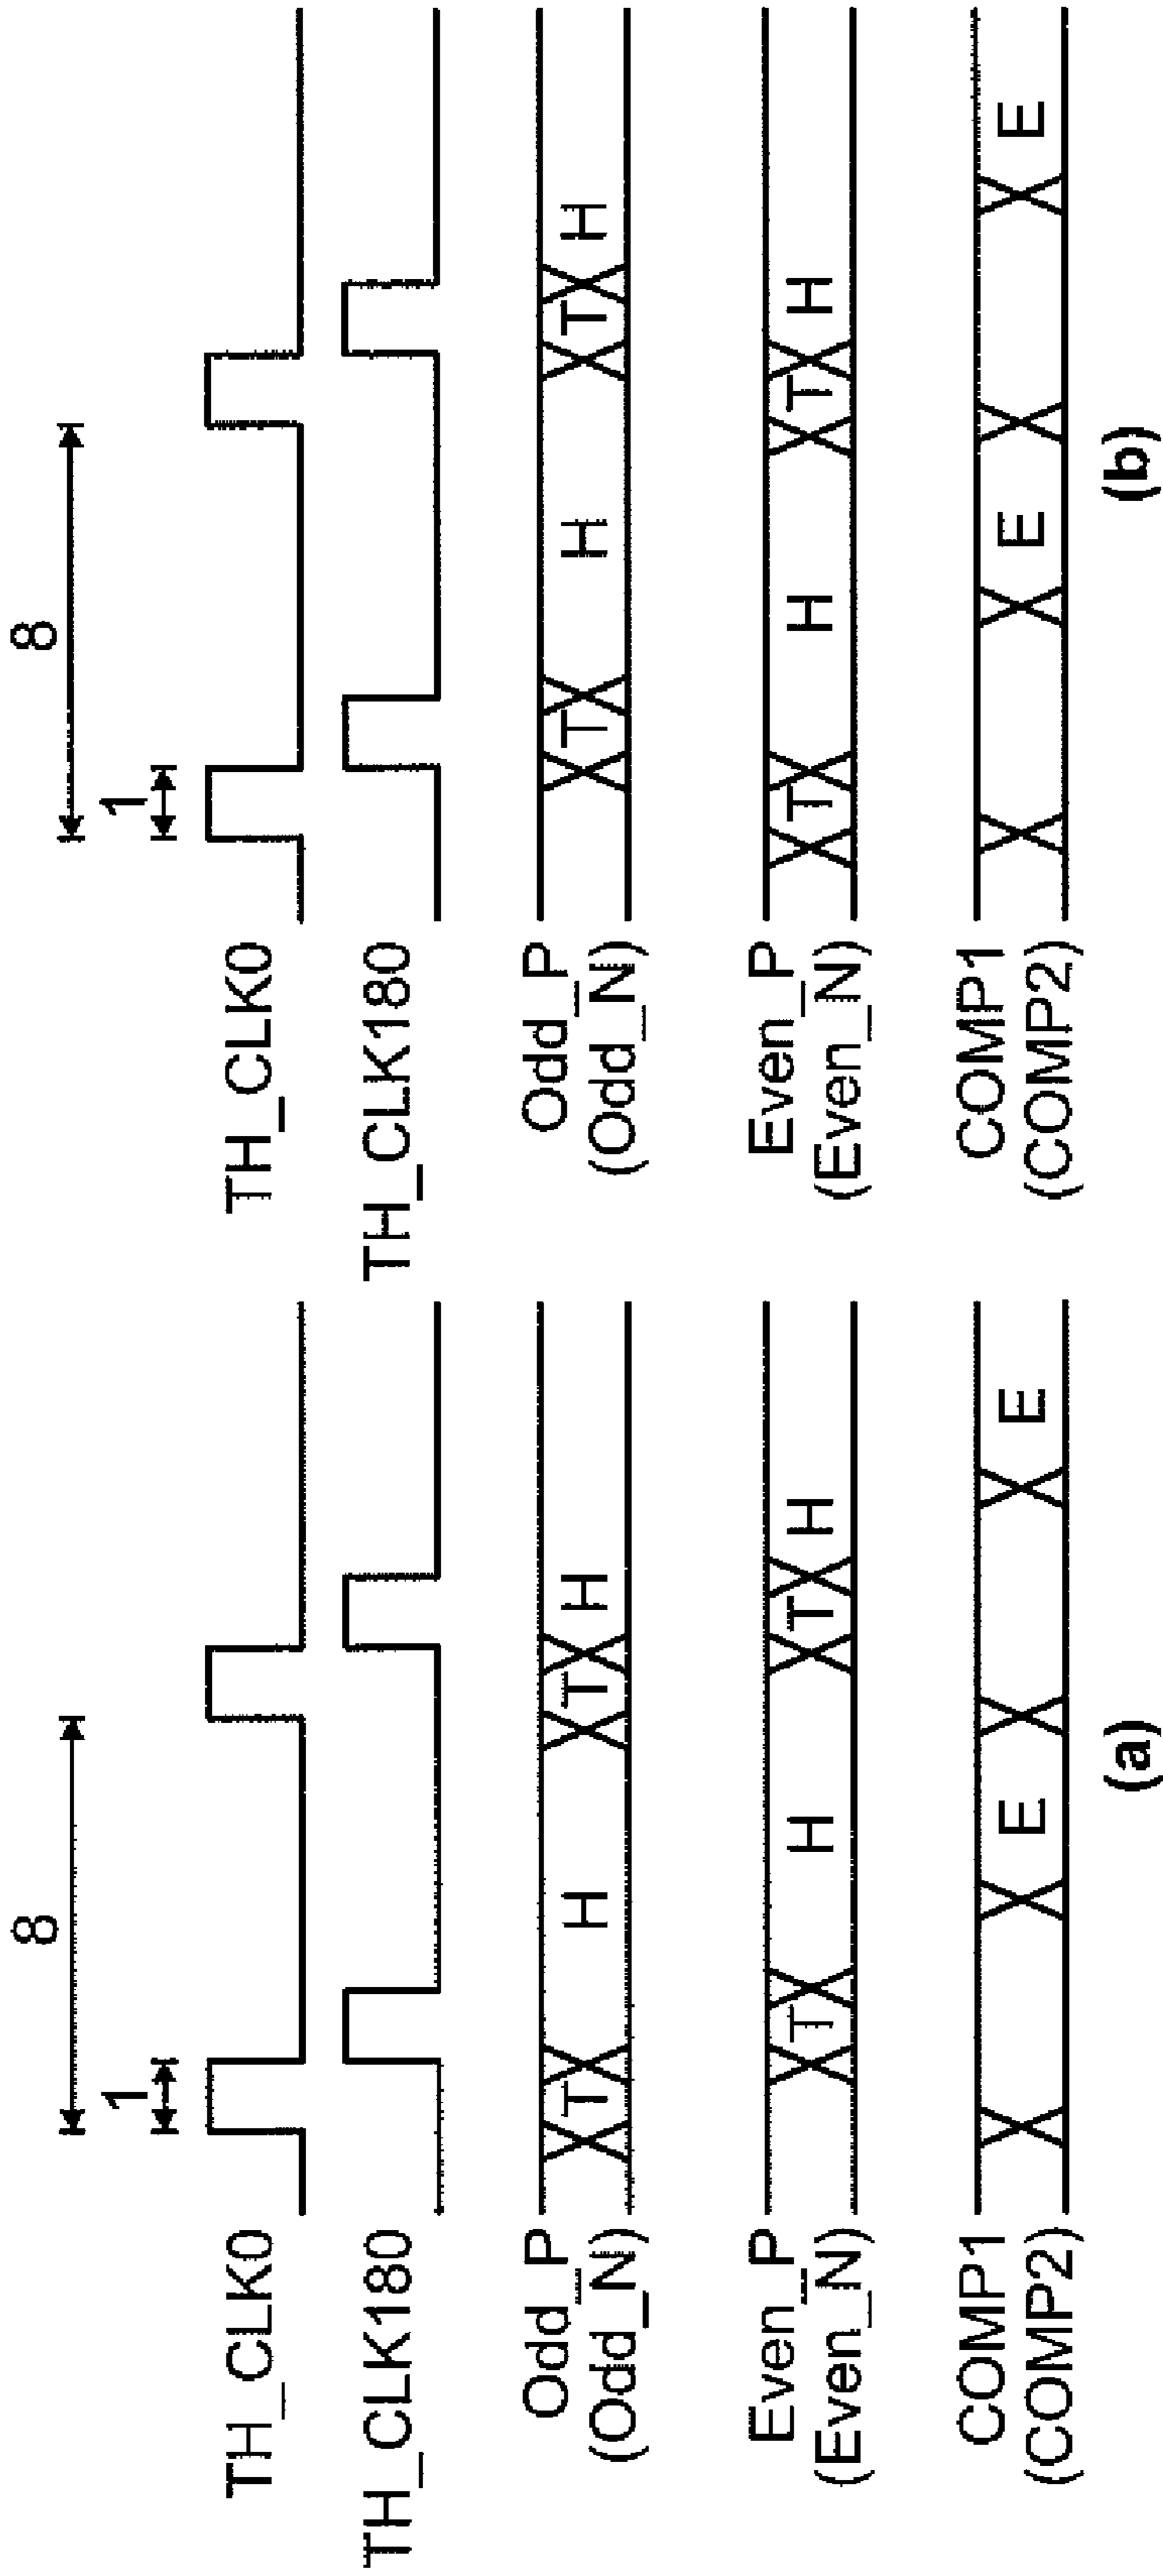 8
1
TH_CLK0
TH_CLK180
Odd_P
(Odd_N)
T H T H
Even_P
(Even_N)
T H T H
COMP1
(COMP2)
E E
(a)
8
1
TH_CLK0
TH_CLK180
Odd_P
(Odd_N)
T H T H
Even_P
(Even_N)
T H T H
COMP1
(COMP2)
E E
(b)